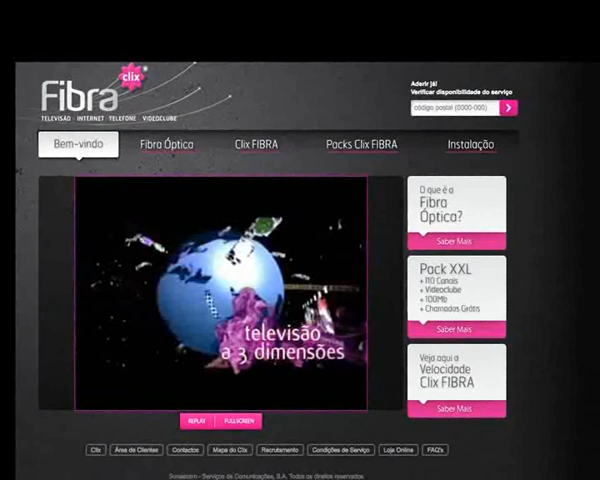 Fibra
clix
TELEVISÃO · INTERNET · TELEFONE · VIDEOCLUBE
Aderir já!
Verificar disponibilidade do serviço
código postal (0000-000)
Bem-vindo
Fibra Óptica
Clix FIBRA
Packs Clix FIBRA
Instalação
televisão
a 3 dimensões
REPLAY
FULLSCREEN
O que é a
Fibra
Óptica?
Saber Mais
Pack XXL
+ 110 Canais
+ Videoclube
+ 100Mb
+ Chamadas Grátis
Saber Mais
Veja aqui a
Velocidade
Clix FIBRA
Saber Mais
Clix
Área de Clientes
Contactos
Mapa do Clix
Recrutamento
Condições de Serviço
Loja Online
FAQ's
Sonaecom - Serviços de Comunicações, S.A. Todos os direitos reservados